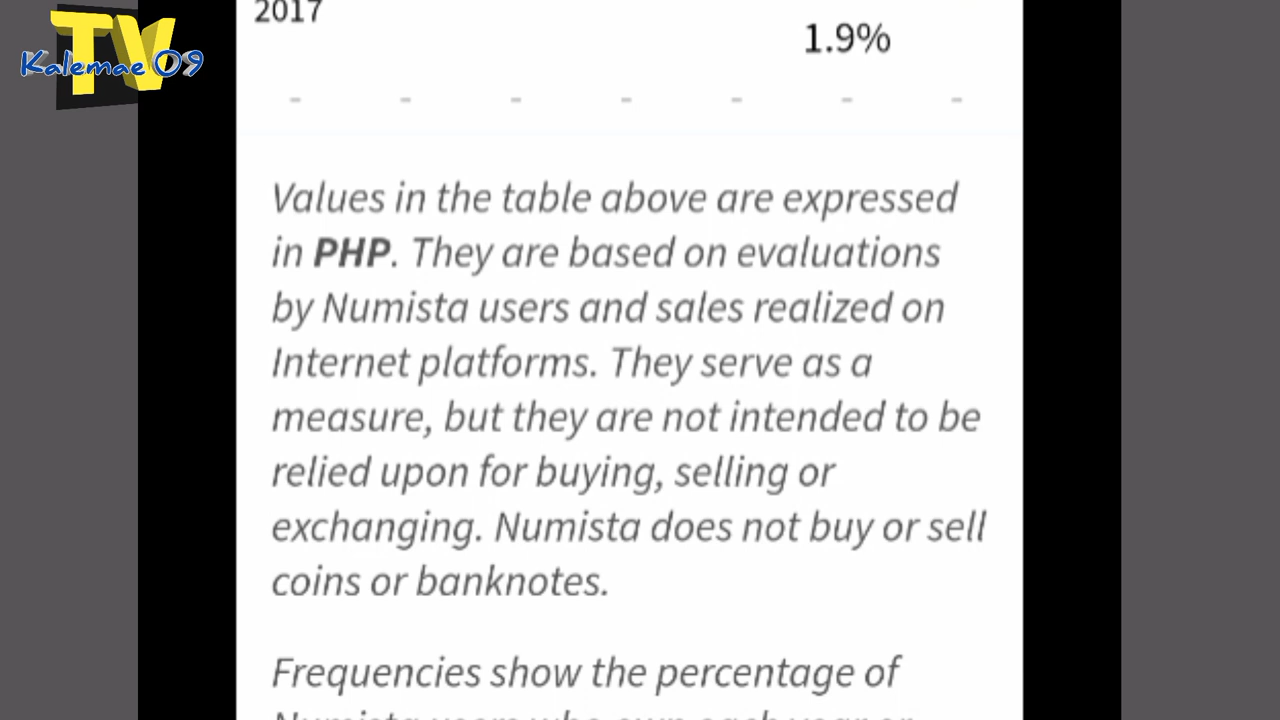 2017
1.9%
TV
Kalemae 09
- - - - - - -
Values in the table above are expressed
in PHP. They are based on evaluations
by Numista users and sales realized on
Internet platforms. They serve as a
measure, but they are not intended to be
relied upon for buying, selling or
exchanging. Numista does not buy or sell
coins or banknotes.
Frequencies show the percentage of